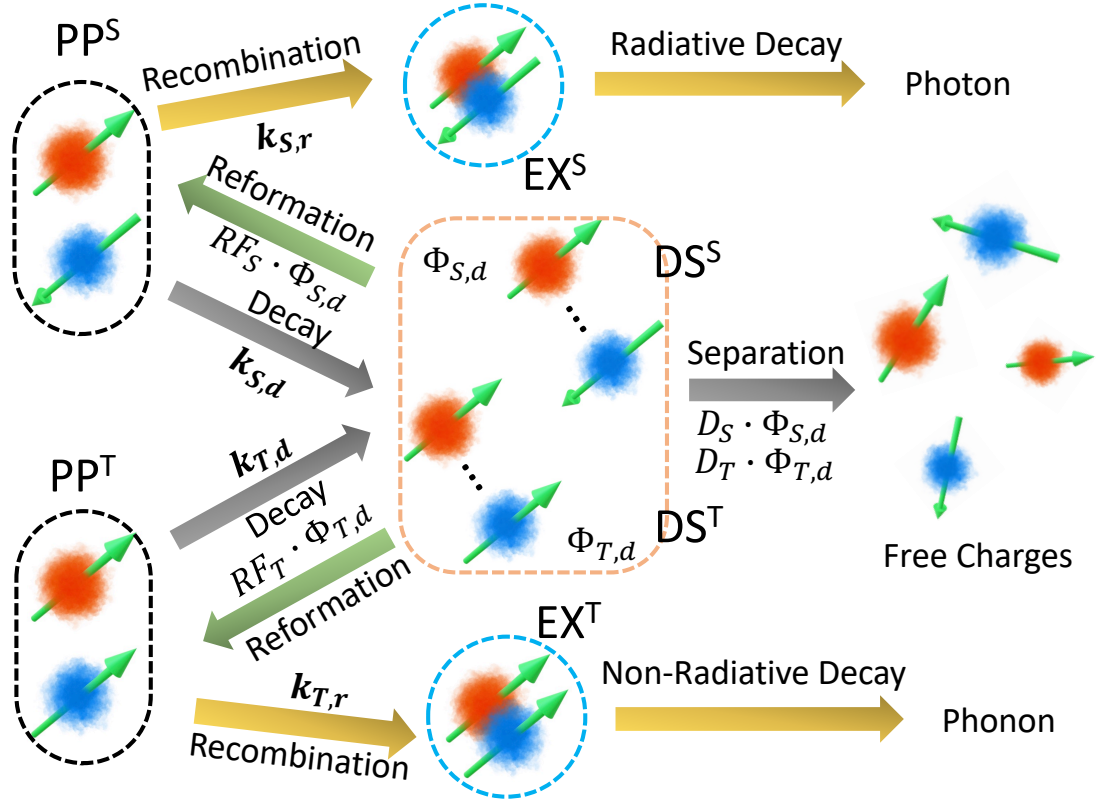 PP^S
Recombination
k_{S,r}
EX^S
Radiative Decay
Photon
Reformation
RF_S · Φ_{S,d}
Decay
k_{S,d}
Φ_{S,d}
DS^S
Separation
D_S · Φ_{S,d}
D_T · Φ_{T,d}
Free Charges
PP^T
k_{T,d}
Decay
RF_T · Φ_{T,d}
Reformation
Φ_{T,d}
DS^T
k_{T,r}
Recombination
EX^T
Non-Radiative Decay
Phonon